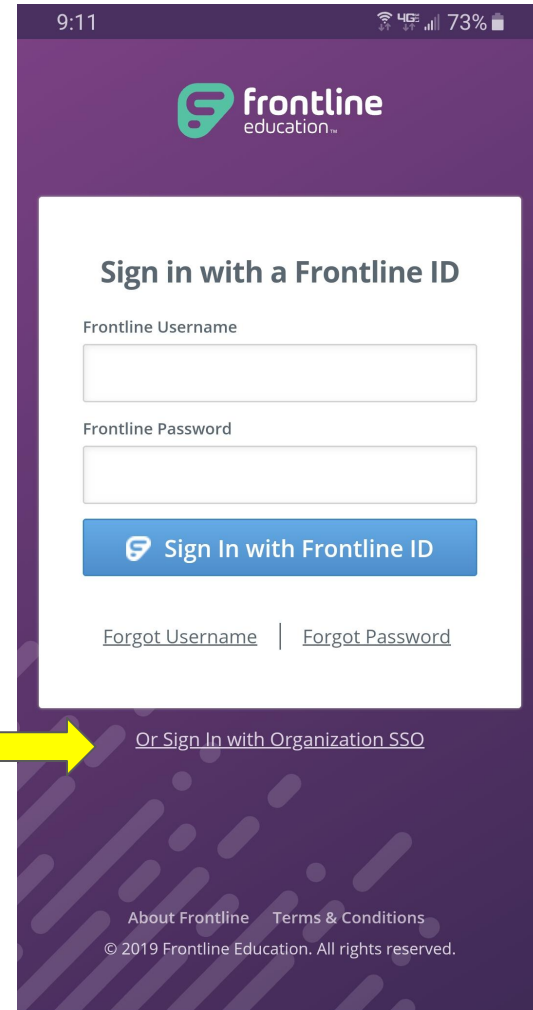 9:11 4GE 73%
frontline
education™
Sign in with a Frontline ID
Frontline Username
Frontline Password
Sign In with Frontline ID
Forgot Username | Forgot Password
Or Sign In with Organization SSO
About Frontline Terms & Conditions
© 2019 Frontline Education. All rights reserved.